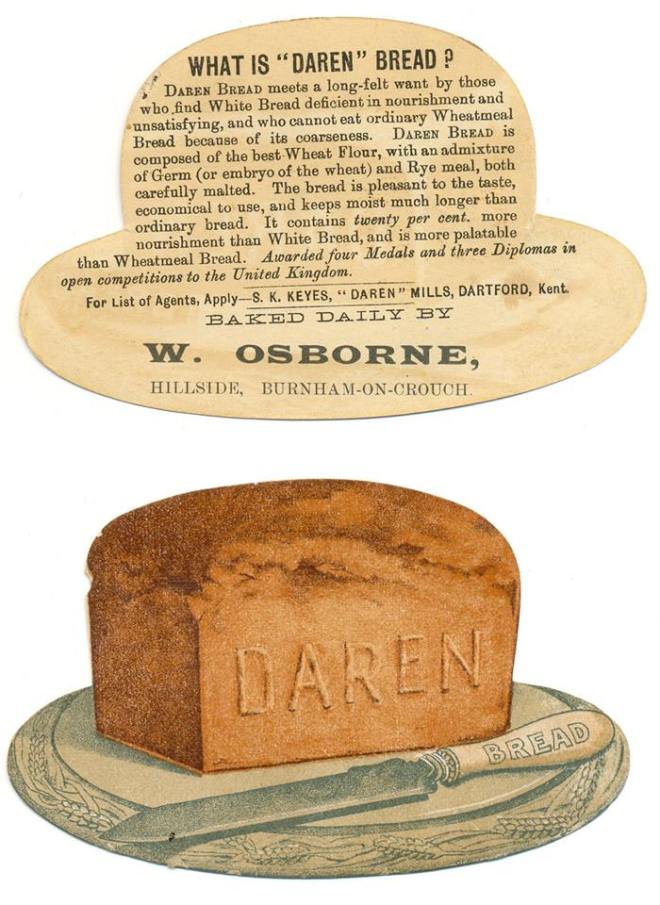 WHAT IS "DAREN" BREAD ?
DAREN BREAD meets a long-felt want by those
who find White Bread deficient in nourishment and
unsatisfying, and who cannot eat ordinary Wheatmeal
Bread because of its coarseness. DAREN BREAD is
composed of the best Wheat Flour, with an admixture
of Germ (or embryo of the wheat) and Rye meal, both
carefully malted. The bread is pleasant to the taste,
economical to use, and keeps moist much longer than
ordinary bread. It contains twenty per cent. more
nourishment than White Bread, and is more palatable
than Wheatmeal Bread. Awarded four Medals and three Diplomas in
open competitions to the United Kingdom.
For List of Agents, Apply—S. K. KEYES, "DAREN" MILLS, DARTFORD, Kent.
BAKED DAILY BY
W. OSBORNE,
HILLSIDE, BURNHAM-ON-CROUCH.
DAREN
BREAD